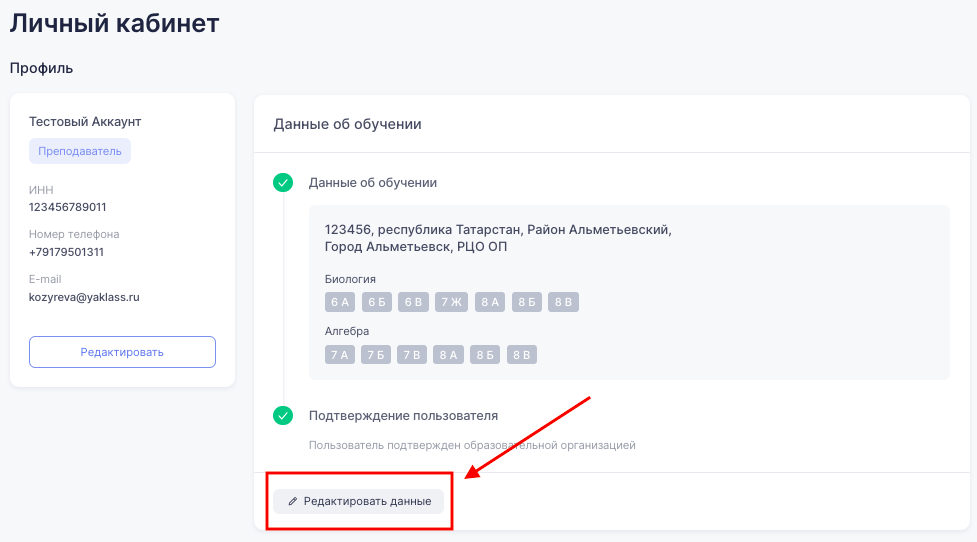 Личный кабинет
Профиль
Тестовый Аккаунт
Преподаватель
ИНН
123456789011
Номер телефона
+79179501311
E-mail
kozyreva@yaklass.ru
Редактировать
Данные об обучении
Данные об обучении
123456, республика Татарстан, Район Альметьевский,
Город Альметьевск, РЦО ОП
Биология
6 А 6 Б 6 В 7 Ж 8 А 8 Б 8 В
Алгебра
7 А 7 Б 7 В 8 А 8 Б 8 В
Подтверждение пользователя
Пользователь подтвержден образовательной организацией
Редактировать данные